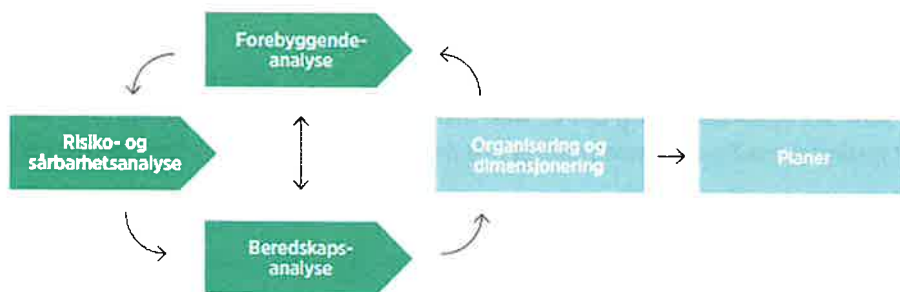 Forebyggende-
analyse
Risiko- og
sårbarhetsanalyse
Organisering og
dimensjonering
Planer
Beredskaps-
analyse